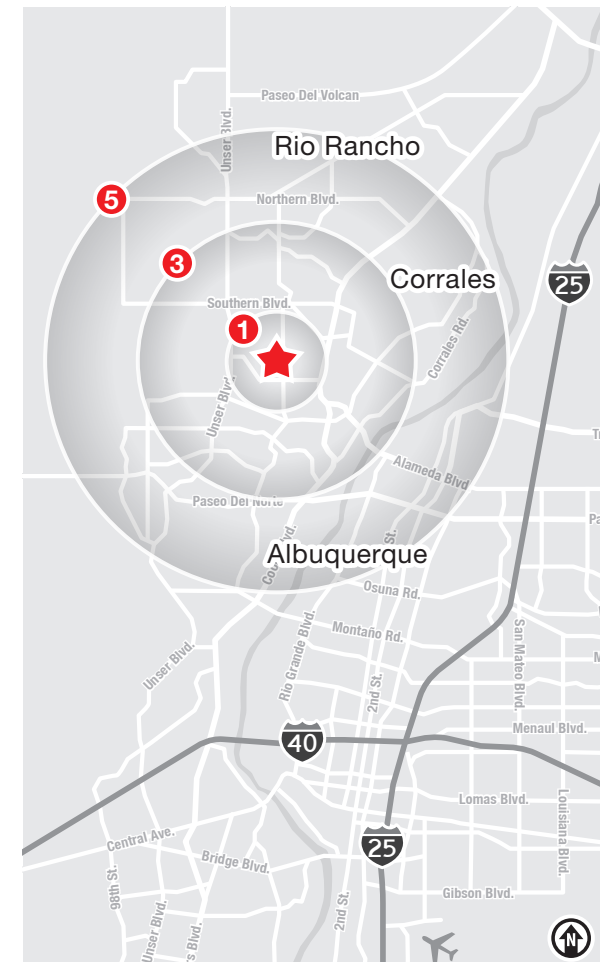 Paseo Del Volcan
Unser Blvd.
Rio Rancho
5
Northern Blvd.
3
Corrales
25
Southern Blvd.
1
Corrales Rd.
Unser Blvd.
Alameda Blvd
Paseo Del Norte
Albuquerque
St.
Osuna Rd.
Montaño Rd.
Rio Grande Blvd.
San Mateo Blvd.
Unser Blvd.
2nd St.
Menaul Blvd.
40
Lomas Blvd.
Louisiana Blvd.
Central Ave.
25
Bridge Blvd.
98th St.
Gibson Blvd.
2nd St.
Unser Blvd.
Blvd.
N